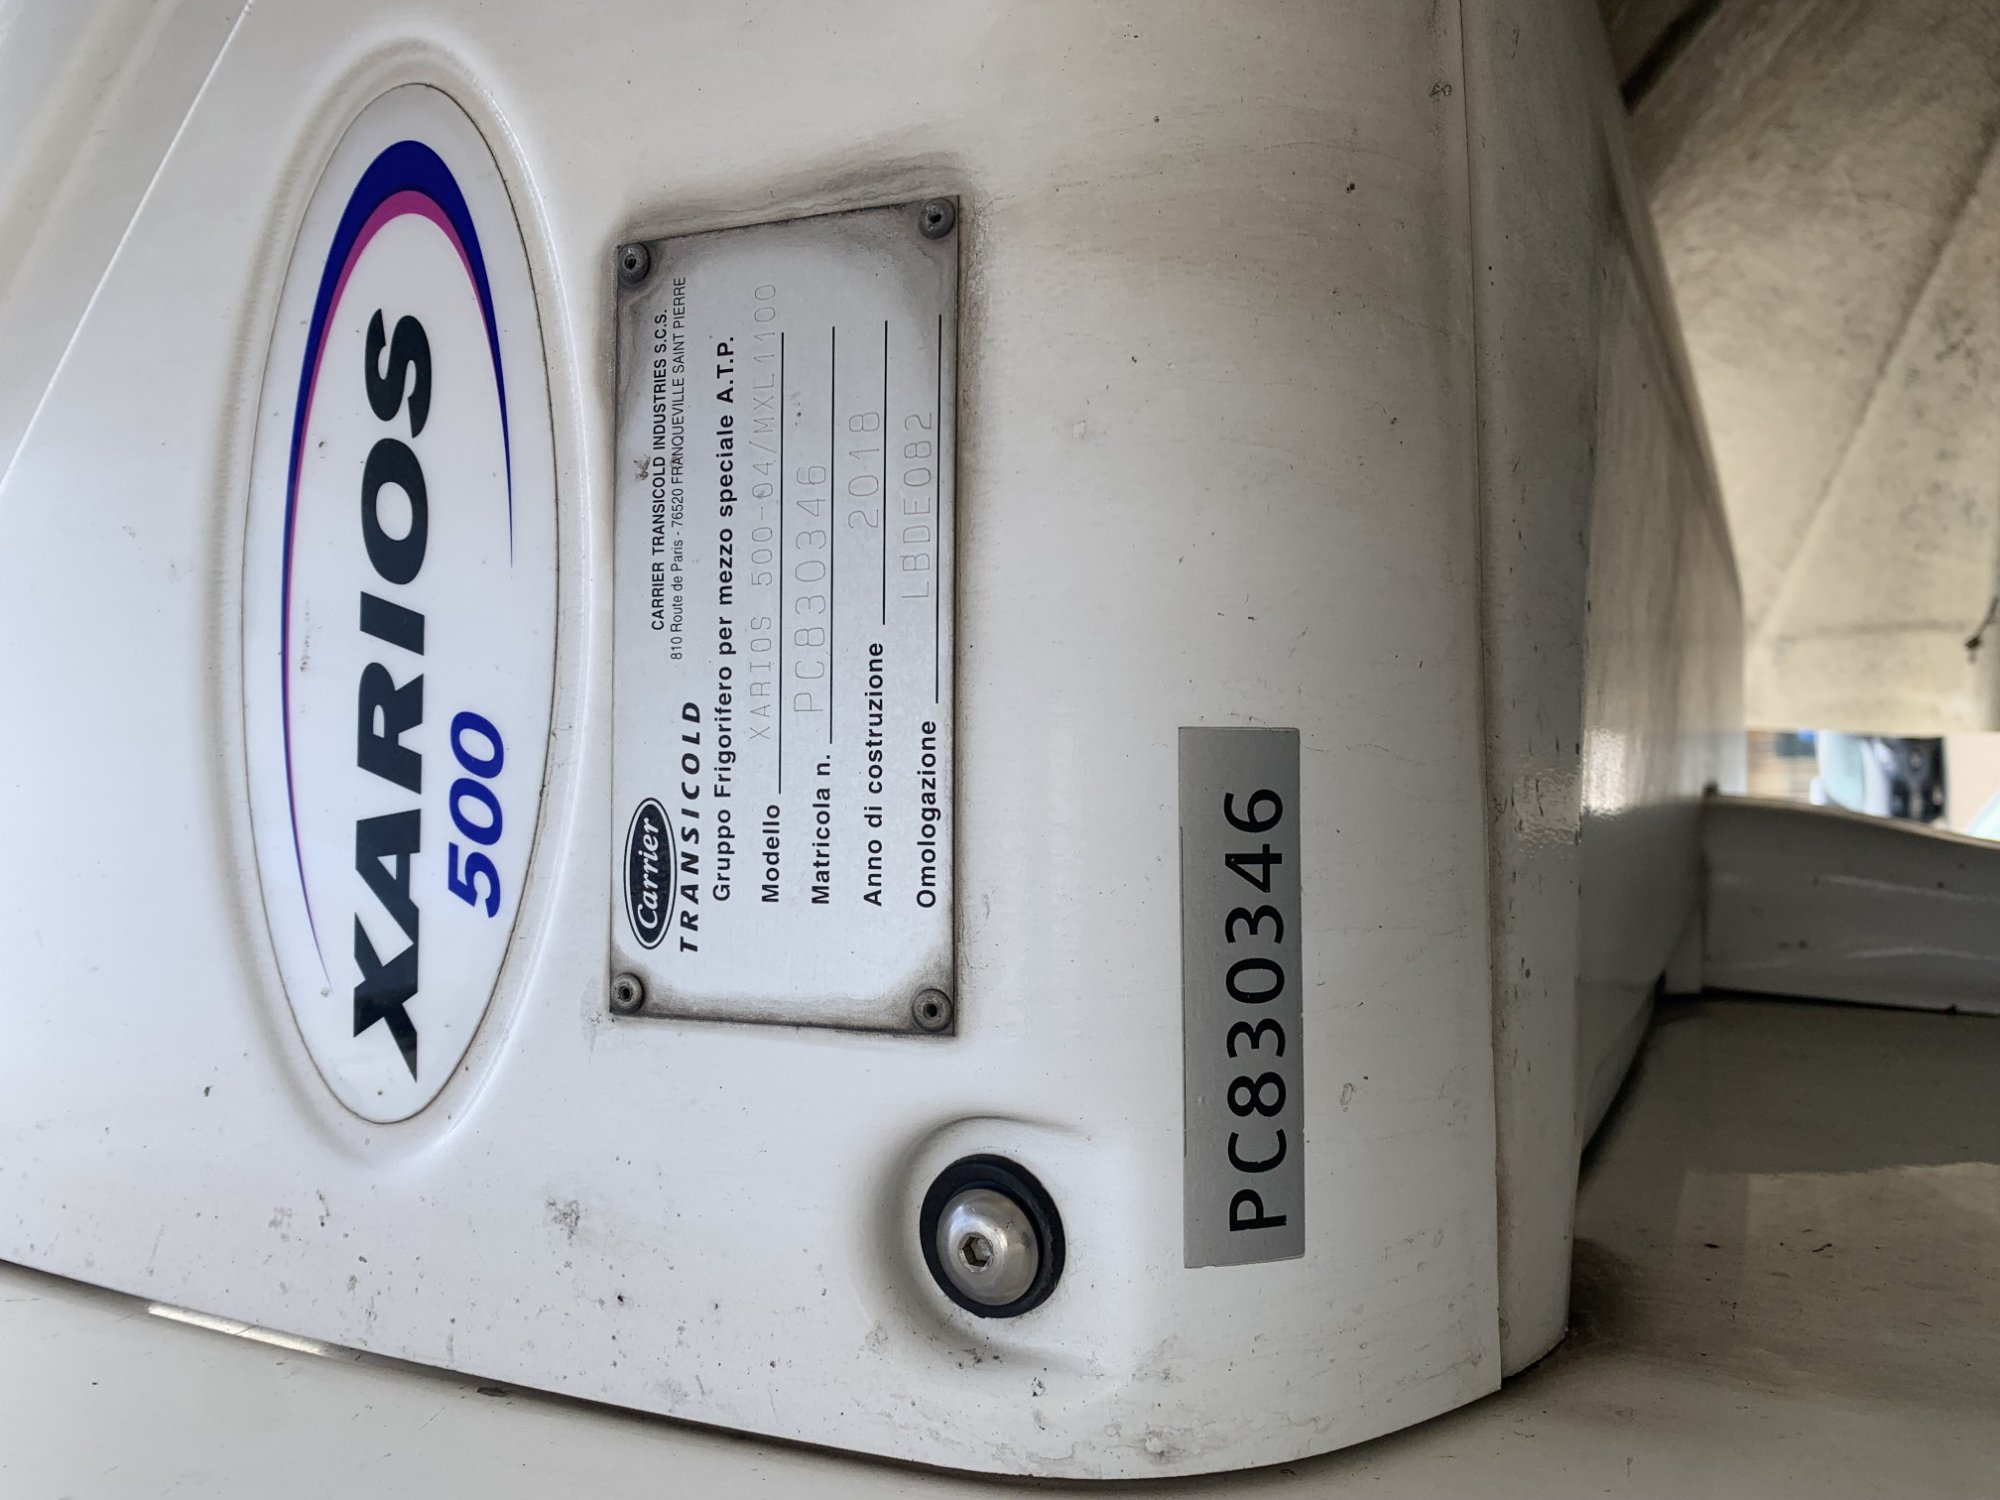 XARIOS
500
Carrier
TRANSICOLD
CARRIER TRANSICOLD INDUSTRIES S.C.S.
810 Route de Paris - 76520 FRANQUEVILLE SAINT PIERRE
Gruppo Frigorifero per mezzo speciale A.T.P.
Modello XARIOS 500-04/MXL1100
Matricola n. PC830346
Anno di costruzione 2018
Omologazione LBDE082
PC830346